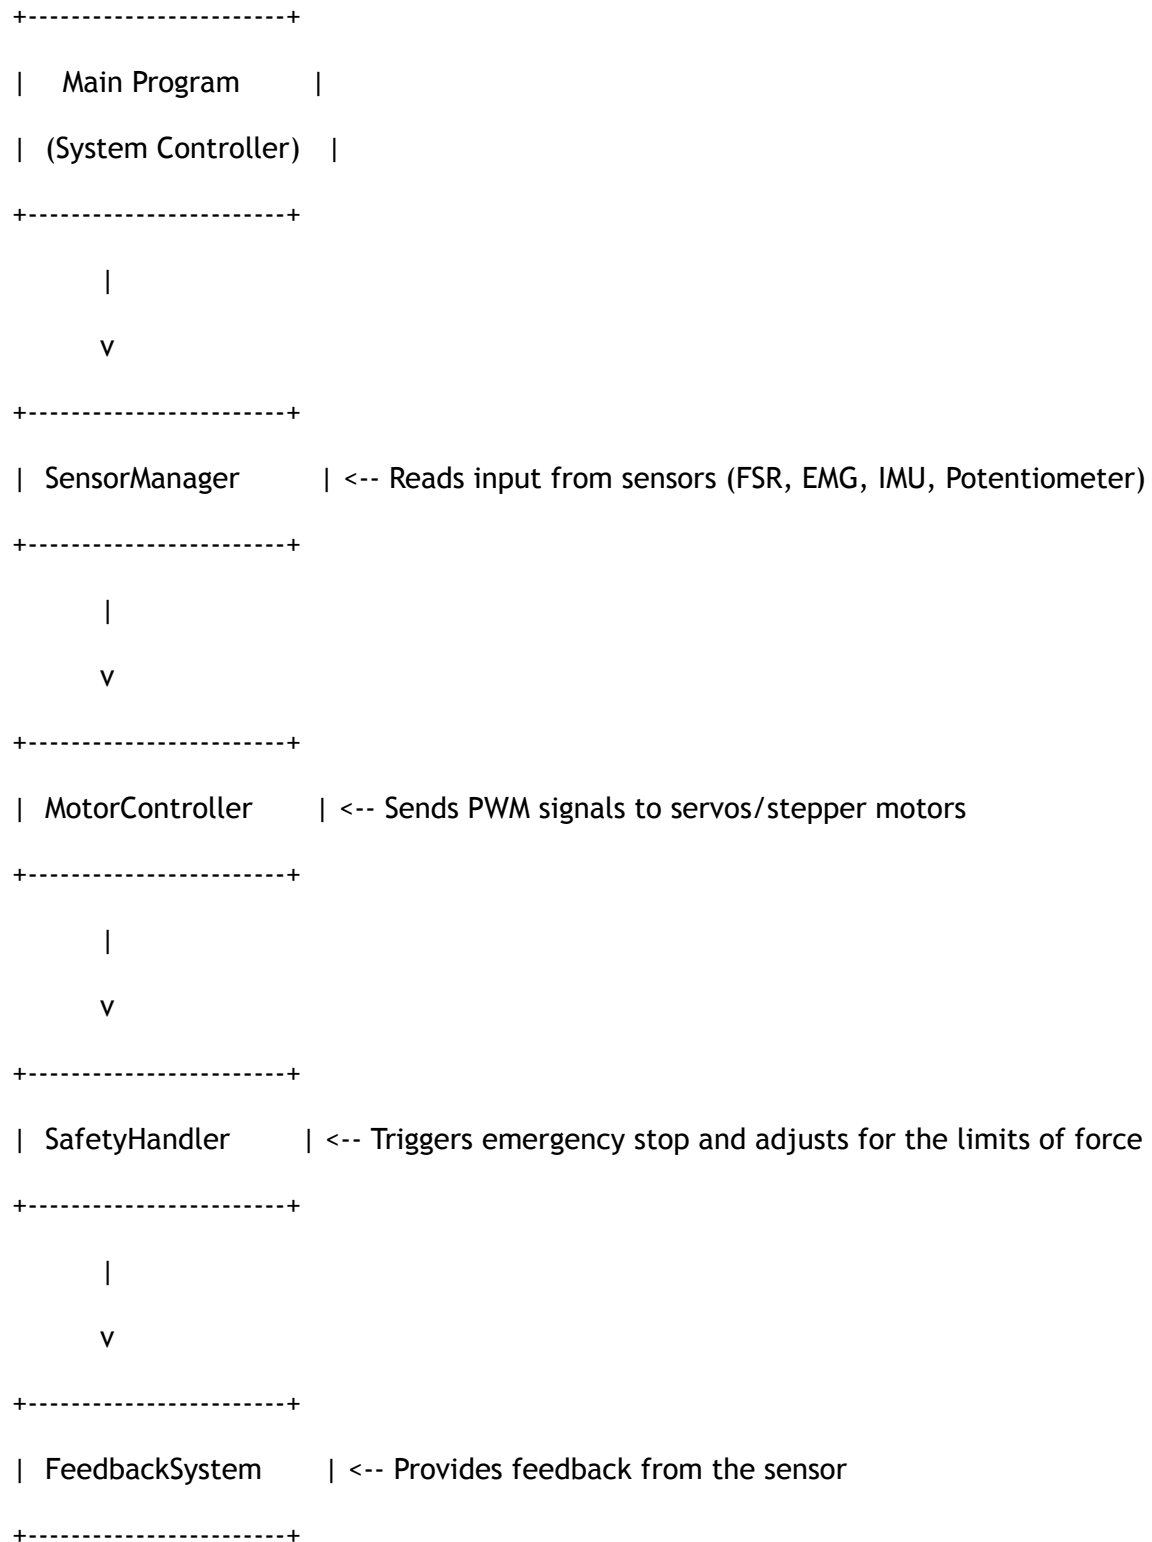 +------------------------+
|    Main Program         |
|  (System Controller)   |
+------------------------+
|
v
+------------------------+
|  SensorManager         | <-- Reads input from sensors (FSR, EMG, IMU, Potentiometer)
+------------------------+
|
v
+------------------------+
|  MotorController       | <-- Sends PWM signals to servos/stepper motors
+------------------------+
|
v
+------------------------+
|  SafetyHandler         | <-- Triggers emergency stop and adjusts for the limits of force
+------------------------+
|
v
+------------------------+
|  FeedbackSystem        | <-- Provides feedback from the sensor
+------------------------+